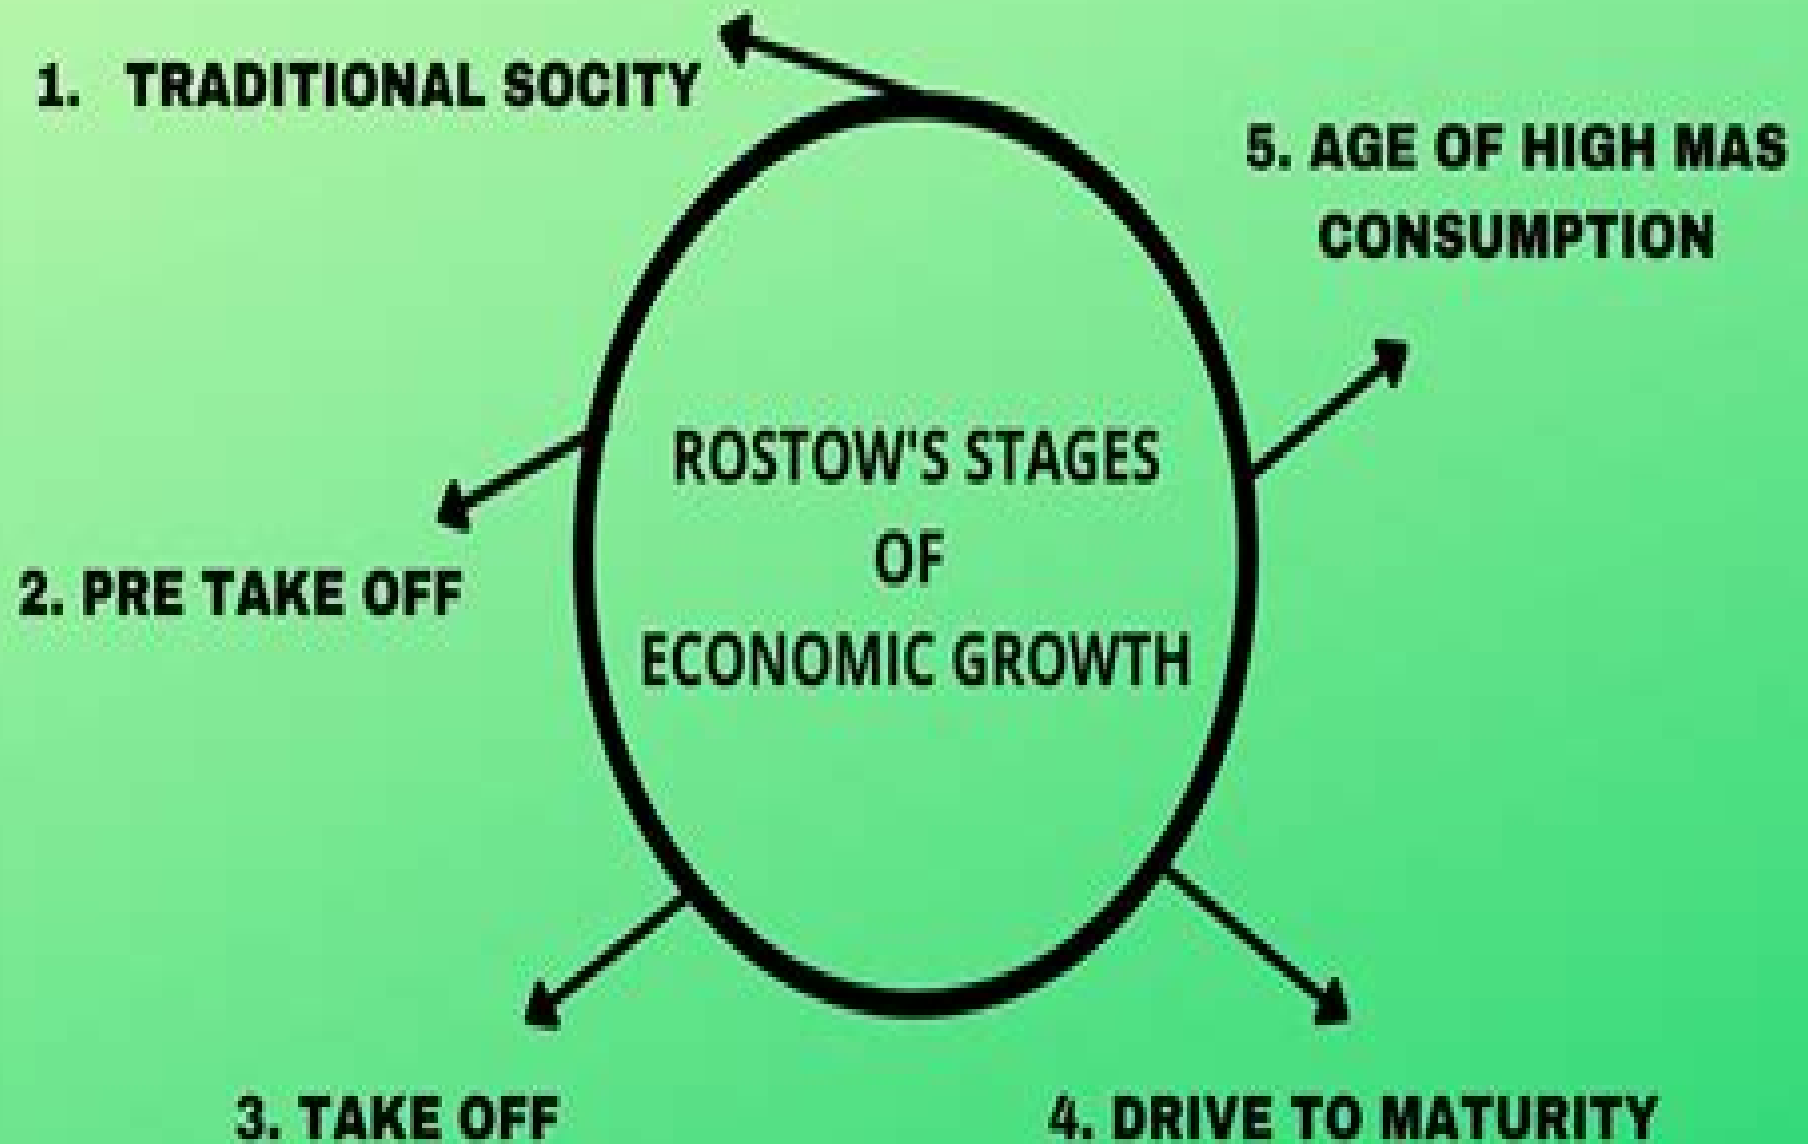 1. TRADITIONAL SOCITY
5. AGE OF HIGH MAS
CONSUMPTION
ROSTOW'S STAGES
OF
ECONOMIC GROWTH
2. PRE TAKE OFF
3. TAKE OFF
4. DRIVE TO MATURITY